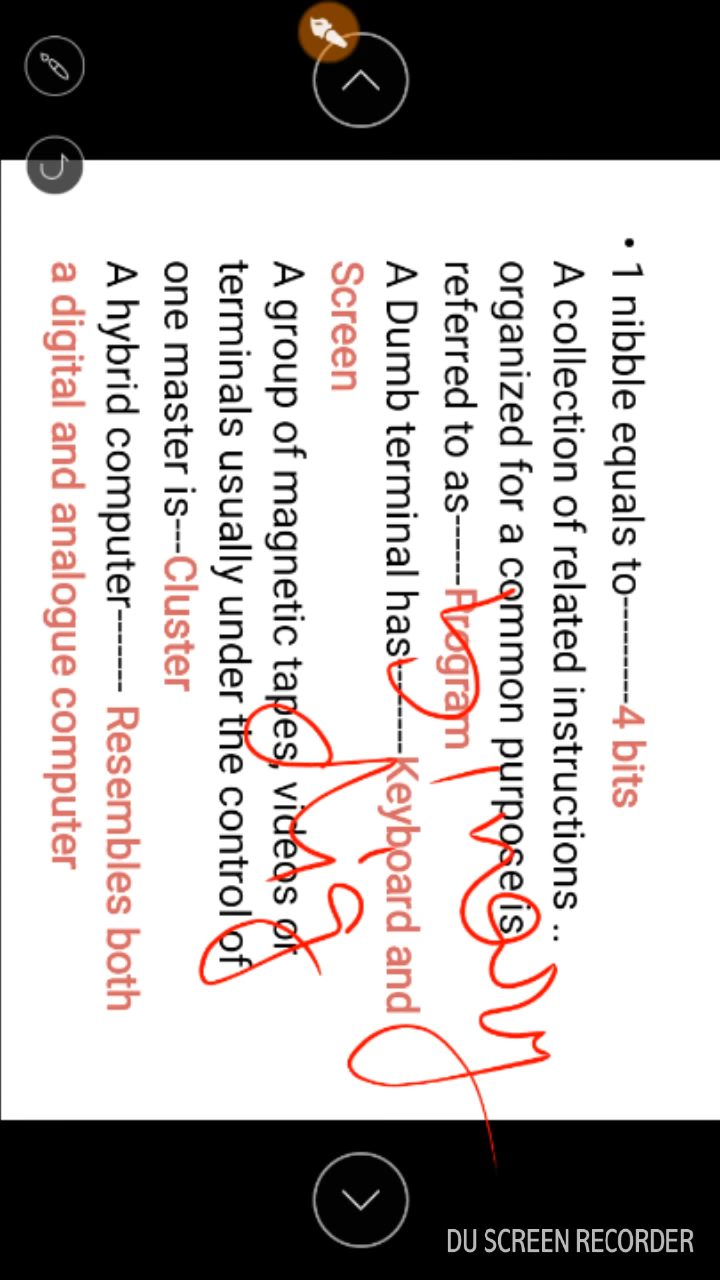 • 1 nibble equals to---------4 bits
A collection of related instructions ..
organized for a common purpose is
referred to as------Program
A Dumb terminal has---------Keyboard and
Screen
A group of magnetic tapes, videos or
terminals usually under the control of
one master is---Cluster
A hybrid computer------- Resembles both
a digital and analogue computer
Binary
digit
DU SCREEN RECORDER